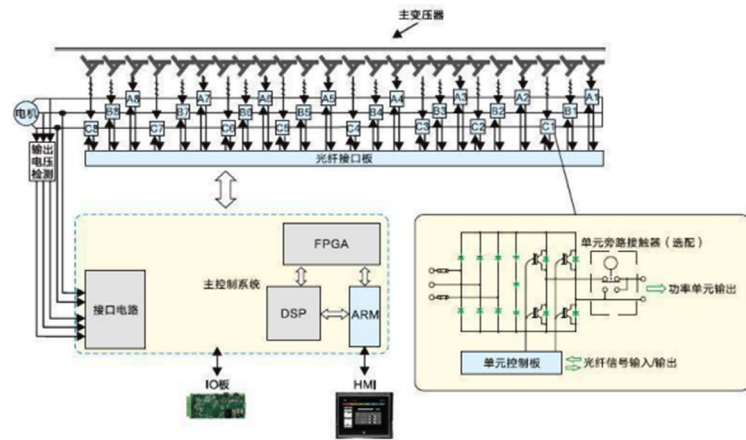 主变压器
A8
A7
A6
A5
A4
A3
A2
A1
B8
B7
B6
B5
B4
B3
B2
B1
C8
C7
C6
C5
C4
C3
C2
C1
电机
输出
电压
检测
光纤接口板
主控制系统
FPGA
DSP
ARM
接口电路
IO板
HMI
单元旁路接触器（选配）
功率单元输出
单元控制板
光纤信号输入/输出